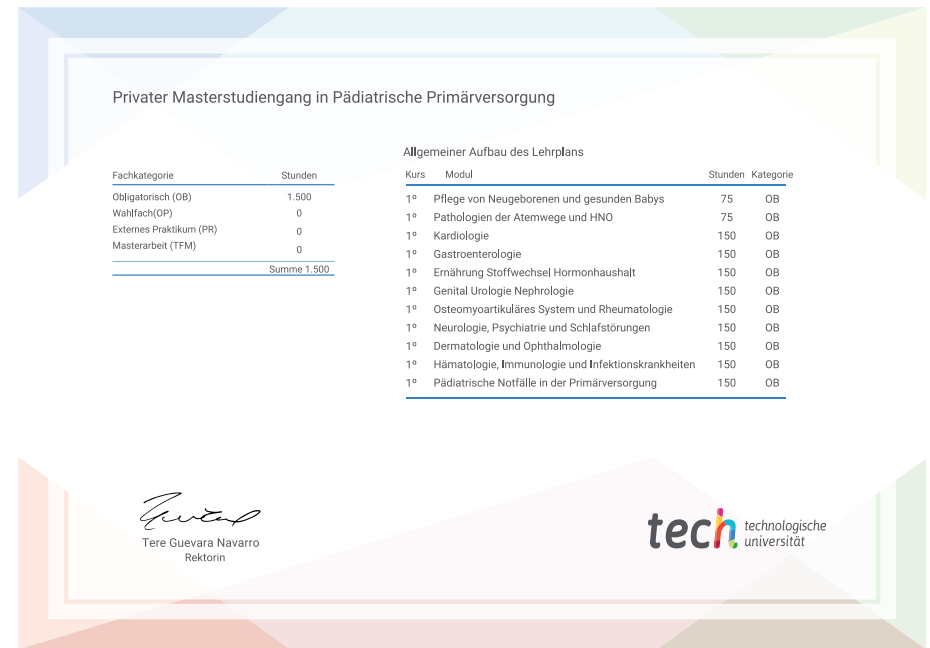 Privater Masterstudiengang in Pädiatrische Primärversorgung
Fachkategorie Stunden
Obligatorisch (OB) 1.500
Wahlfach(OP) 0
Externes Praktikum (PR) 0
Masterarbeit (TFM) 0
Summe 1.500
Allgemeiner Aufbau des Lehrplans
Kurs Modul Stunden Kategorie
1º Pflege von Neugeborenen und gesunden Babys 75 OB
1º Pathologien der Atemwege und HNO 75 OB
1º Kardiologie 150 OB
1º Gastroenterologie 150 OB
1º Ernährung Stoffwechsel Hormonhaushalt 150 OB
1º Genital Urologie Nephrologie 150 OB
1º Osteomyoartikuläres System und Rheumatologie 150 OB
1º Neurologie, Psychiatrie und Schlafstörungen 150 OB
1º Dermatologie und Ophthalmologie 150 OB
1º Hämatologie, Immunologie und Infektionskrankheiten 150 OB
1º Pädiatrische Notfälle in der Primärversorgung 150 OB
Tere Guevara Navarro
Rektorin
tech technologische
universität